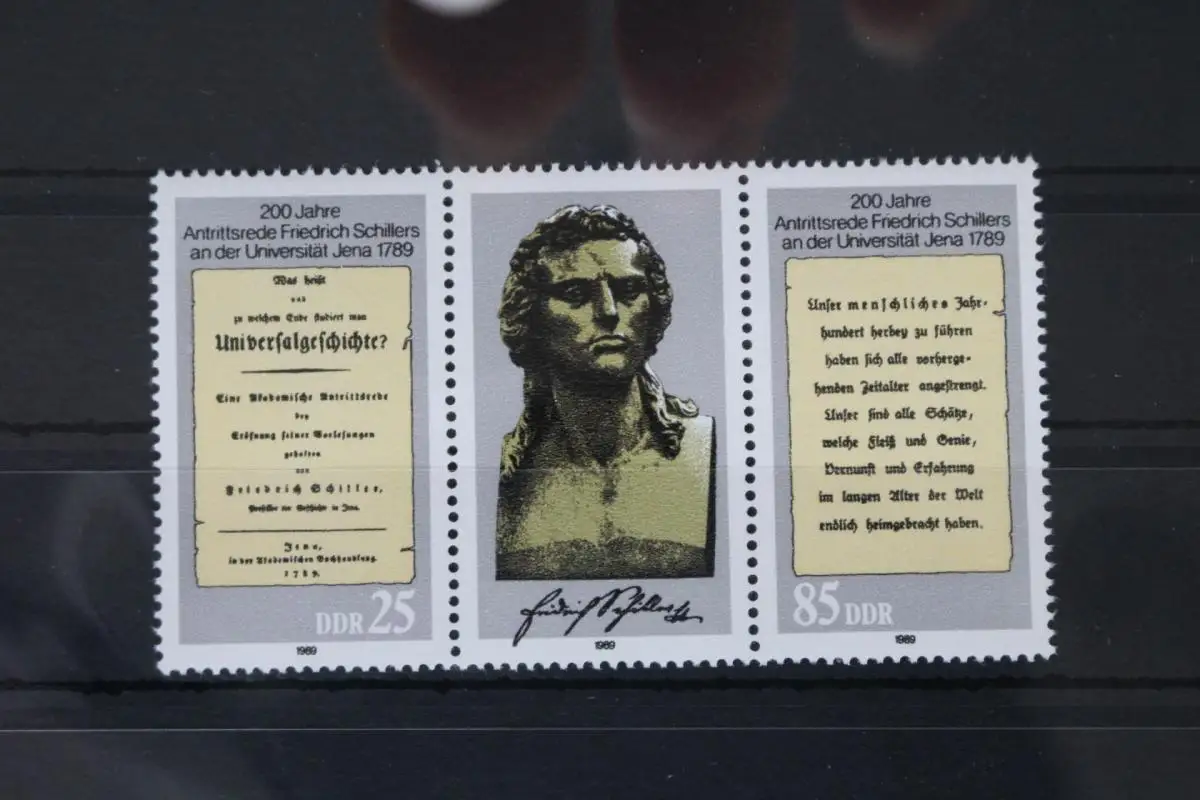 200 Jahre
Antrittsrede Friedrich Schillers
an der Universität Jena 1789
Was heißt
und
zu welchem Ende studiert man
Universalgeschichte?
Eine Akademische Antrittsrede
bey
Eröfnung seiner Vorlesungen
gehalten
von
Friedrich Schiller,
Professor der Geschichte in Jena.
Jena,
in der Akademischen Buchhandlung.
1789.
DDR 25
1989
Friedrich Schiller
1989
200 Jahre
Antrittsrede Friedrich Schillers
an der Universität Jena 1789
Unser menschliches Jahr-
hundert herbey zu führen
haben sich alle vorherge-
henden Zeitalter angestrengt.
Unser sind alle Schätze,
welche Fleiß und Genie,
Vernunft und Erfahrung
im langen Alter der Welt
endlich heimgebracht haben.
85 DDR
1989